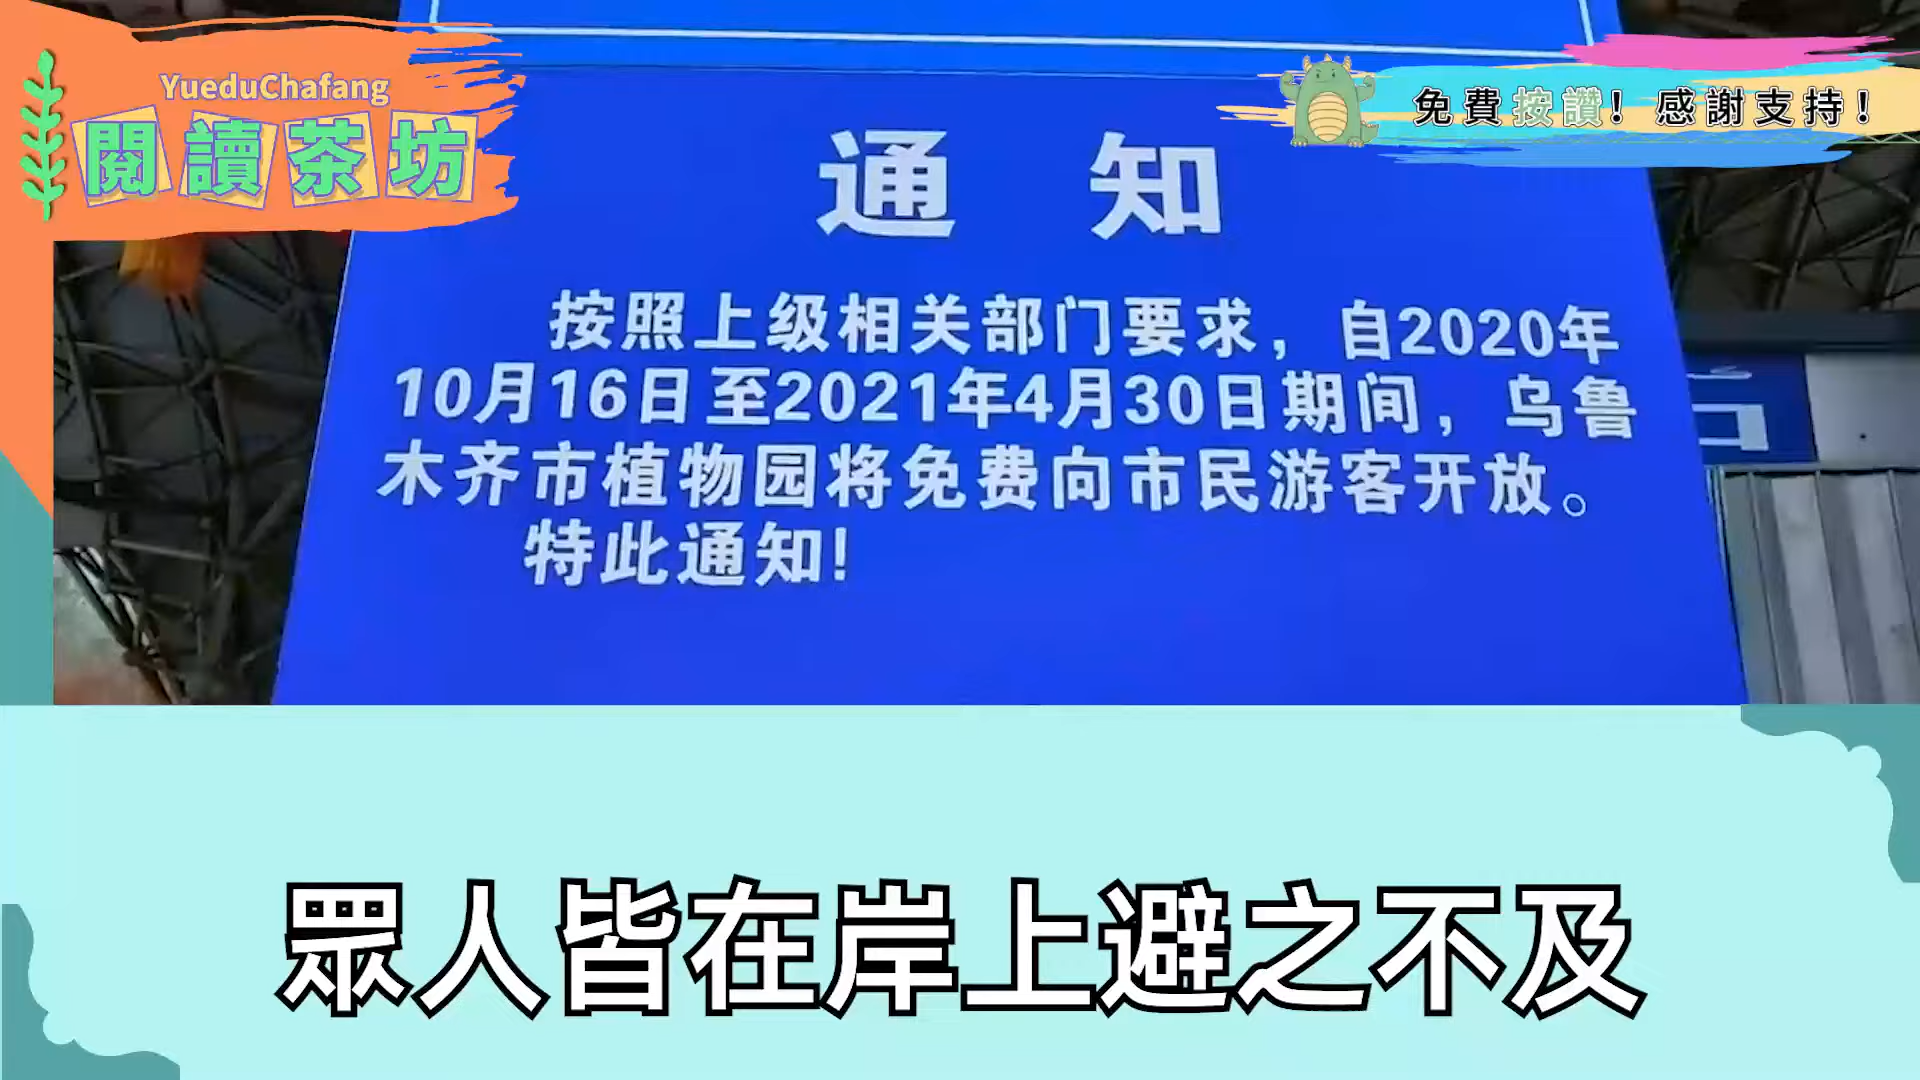 YueduChafang
閱讀茶坊
免費按讚！感謝支持！
通知
按照上级相关部门要求，自2020年
10月16日至2021年4月30日期间，乌鲁
木齐市植物园将免费向市民游客开放。
特此通知！
眾人皆在岸上避之不及